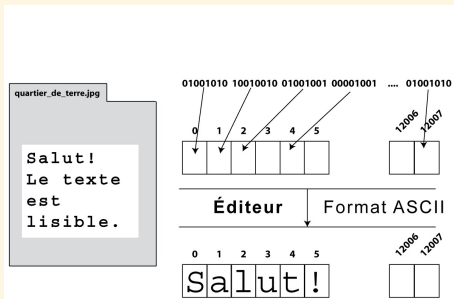 quartier_de_terre.jpg
Salut!
Le texte
est
lisible.
01001010 10010010 01001001 00001001 .... 01001010
0 1 2 3 4 5 12006 12007
Éditeur Format ASCII
0 1 2 3 4 5 12006 12007
Salut!